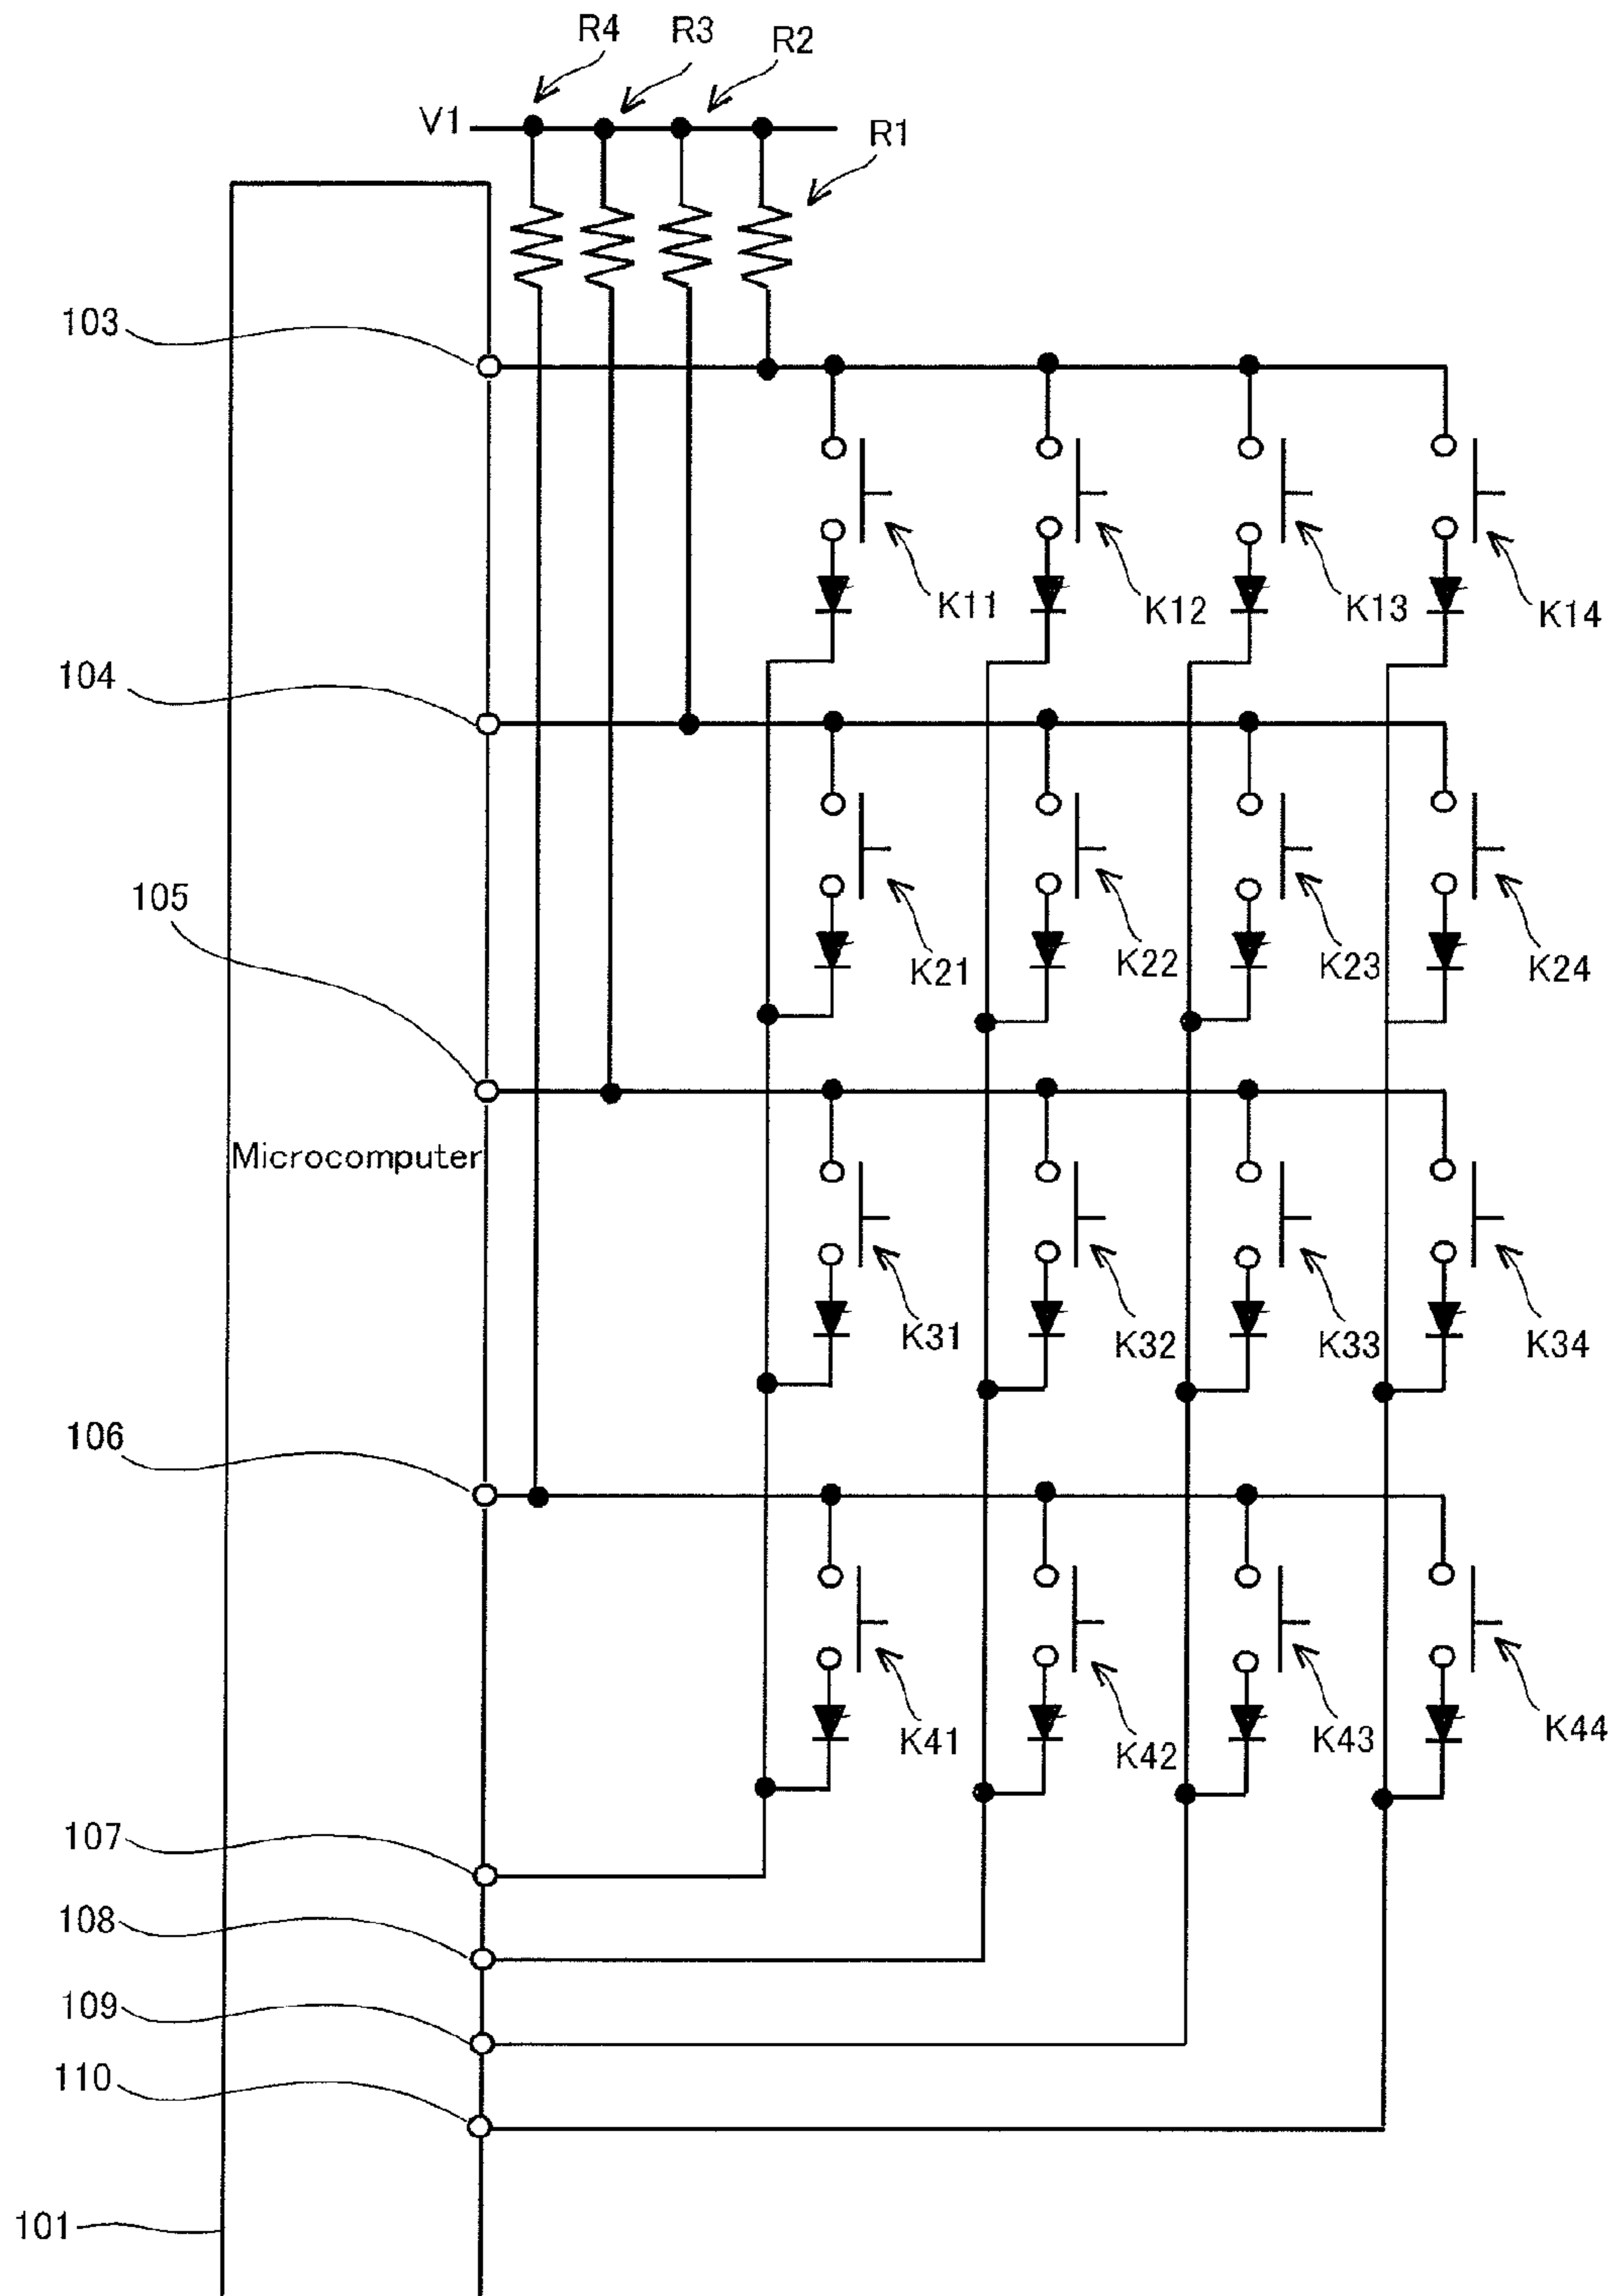 R4
R3
R2
V1
R1
103
K11
K12
K13
K14
104
105
K21
K22
K23
K24
Microcomputer
K31
K32
K33
K34
106
K41
K42
K43
K44
107
108
109
110
101